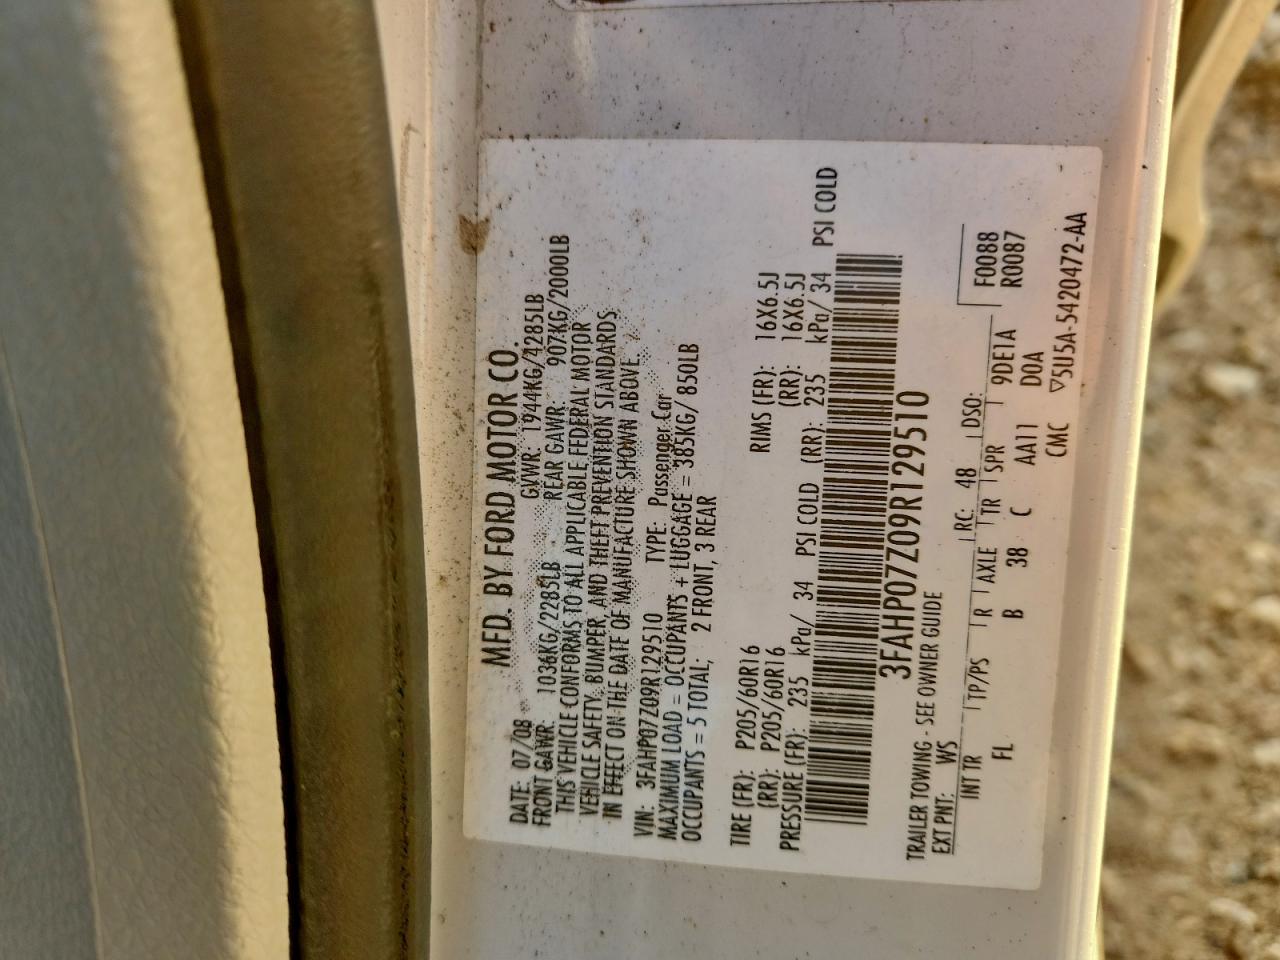 MFD. BY FORD MOTOR CO.
DATE: 07/08 GVWR: 1944KG/4285LB
FRONT GAWR: 1036KG/2285LB REAR GAWR: 907KG/2000LB
THIS VEHICLE CONFORMS TO ALL APPLICABLE FEDERAL MOTOR
VEHICLE SAFETY, BUMPER, AND THEFT PREVENTION STANDARDS
IN EFFECT ON THE DATE OF MANUFACTURE SHOWN ABOVE.
VIN: 3FAHP07Z09R129510 TYPE: Passenger Car
MAXIMUM LOAD = OCCUPANTS + LUGGAGE = 385KG/ 850LB
OCCUPANTS = 5 TOTAL; 2 FRONT, 3 REAR
TIRE (FR): P205/60R16 RIMS (FR): 16X6.5J
(RR): P205/60R16 (RR): 16X6.5J
PRESSURE (FR): 235 kPa/ 34 PSI COLD (RR): 235 kPa/ 34 PSI COLD
3FAHP07Z09R129510
TRAILER TOWING - SEE OWNER GUIDE
EXT PNT: WS RC: 48 DSO: F0088
INT TR TP/PS R AXLE TR SPR 9DE1A R0087
FL B 38 C AA11 D0A
CMC ▽5U5A-5420472-AA